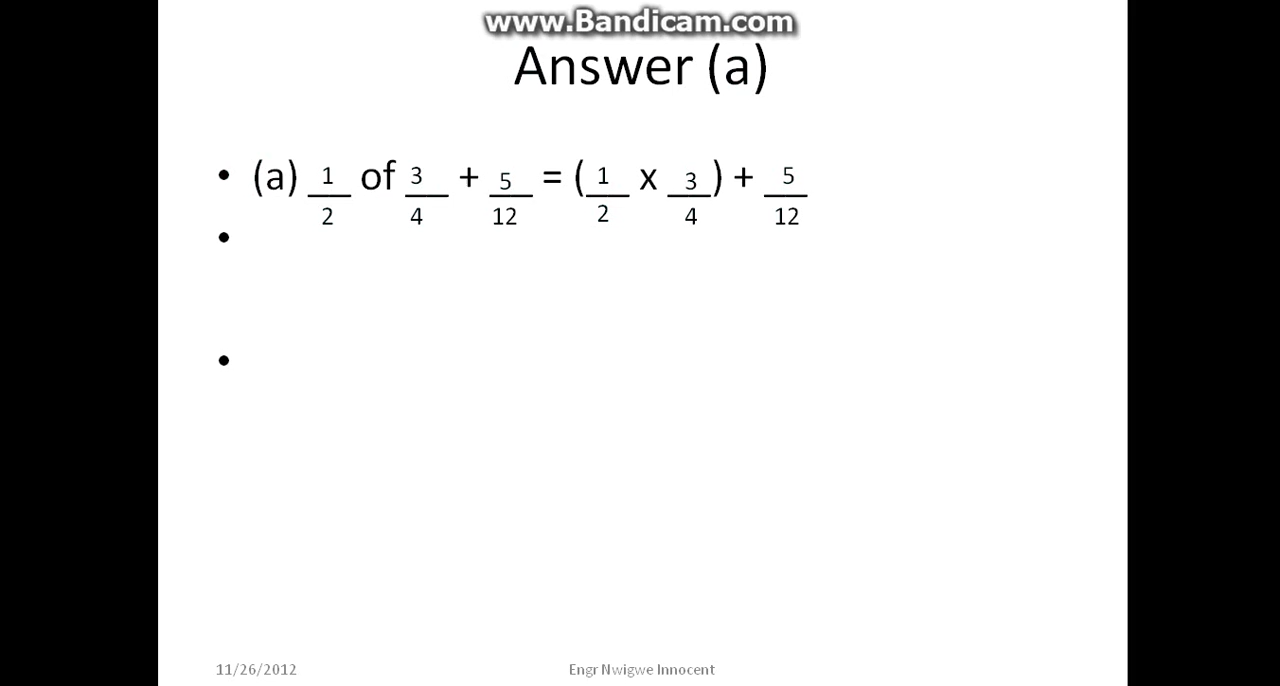 www.Bandicam.com
Answer (a)
• (a) 1/2 of 3/4 + 5/12 = (1/2 x 3/4) + 5/12
•
•
11/26/2012 Engr Nwigwe Innocent